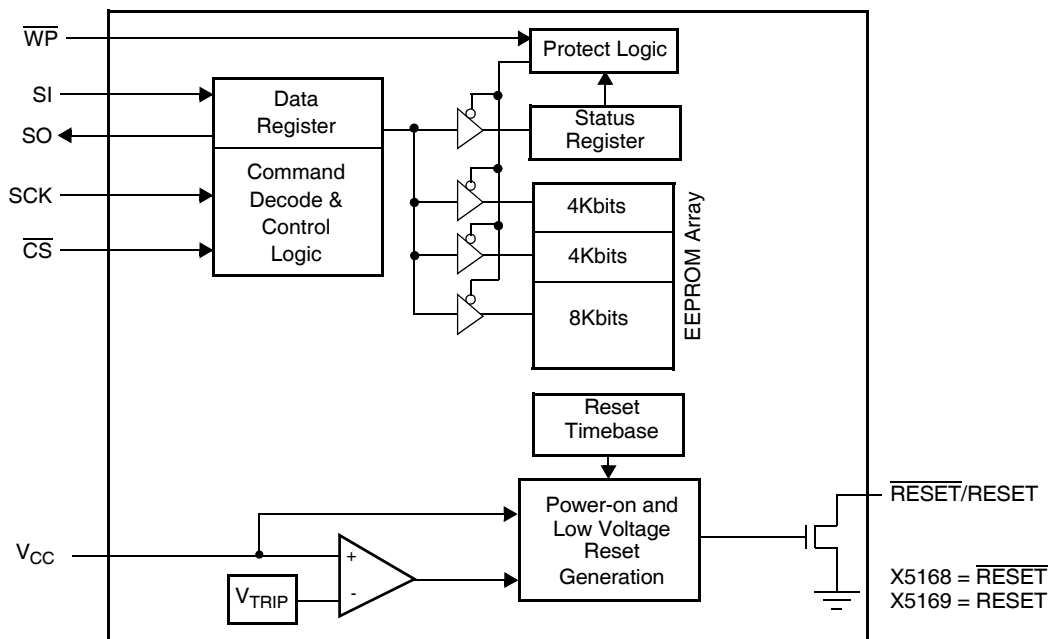 WP
Protect Logic
SI
Data
Register
SO
Status
Register
SCK
Command
Decode &
Control
Logic
CS
4Kbits
4Kbits
8Kbits
EEPROM Array
Reset
Timebase
Power-on and
Low Voltage
Reset
Generation
RESET/RESET
VCC
+
-
VTRIP
X5168 = RESET
X5169 = RESET